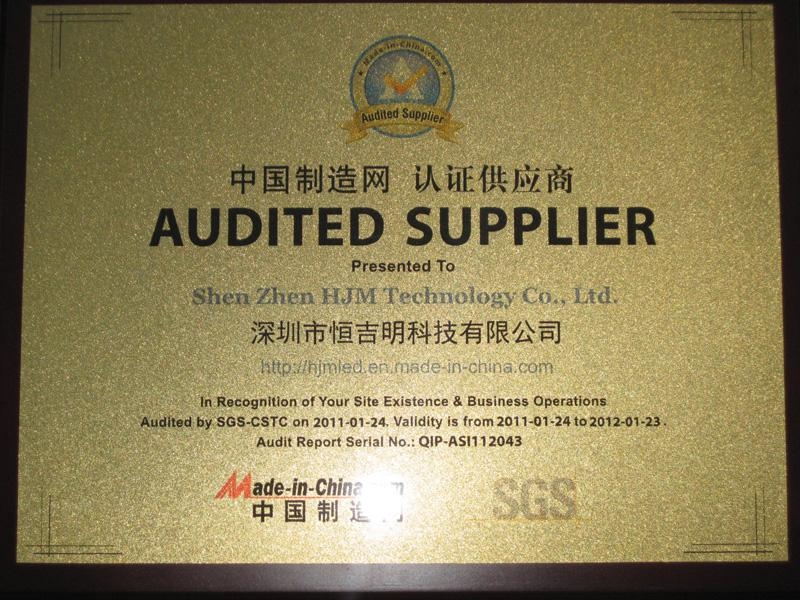 Made-in-China.com
Audited Supplier
中国制造网 认证供应商
AUDITED SUPPLIER
Presented To
Shen Zhen HJM Technology Co., Ltd.
深圳市恒吉明科技有限公司
http://hjmled.en.made-in-china.com
In Recognition of Your Site Existence & Business Operations
Audited by SGS-CSTC on 2011-01-24. Validity is from 2011-01-24 to 2012-01-23.
Audit Report Serial No.: QIP-ASI112043
Made-in-China.com
中国制造网
SGS